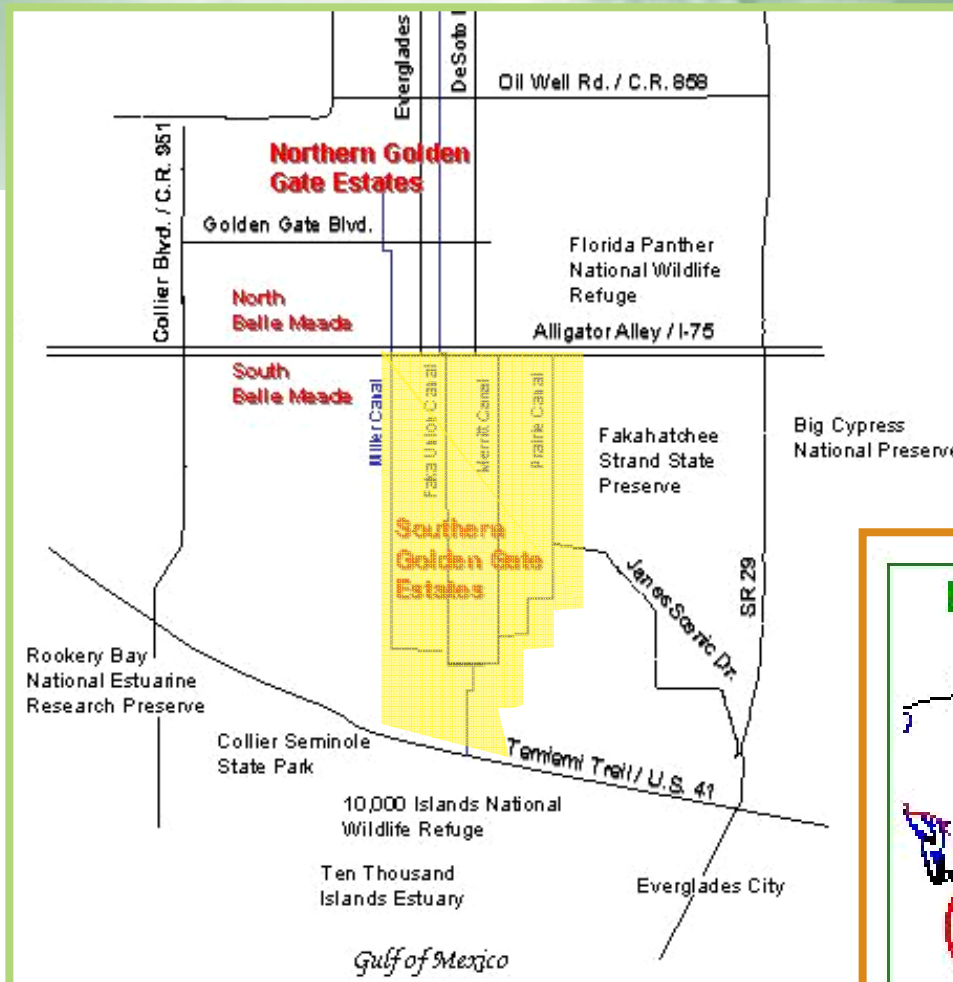 Everglades
DeSoto
Oil Well Rd. / C.R. 858
Collier Blvd. / C.R. 951
Northern Golden
Gate Estates
Golden Gate Blvd.
Florida Panther
National Wildlife
Refuge
North
Belle Meade
Alligator Alley / I-75
South
Belle Meade
Miller Canal
Faka Union Canal
Merritt Canal
Prairie Canal
Fakahatchee
Strand State
Preserve
Big Cypress
National Preserve
Southern
Golden Gate
Estates
Janes Scenic Dr.
SR 29
Rookery Bay
National Estuarine
Research Preserve
Collier Seminole
State Park
Tamiami Trail / U.S. 41
10,000 Islands National
Wildlife Refuge
Ten Thousand
Islands Estuary
Everglades City
Gulf of Mexico